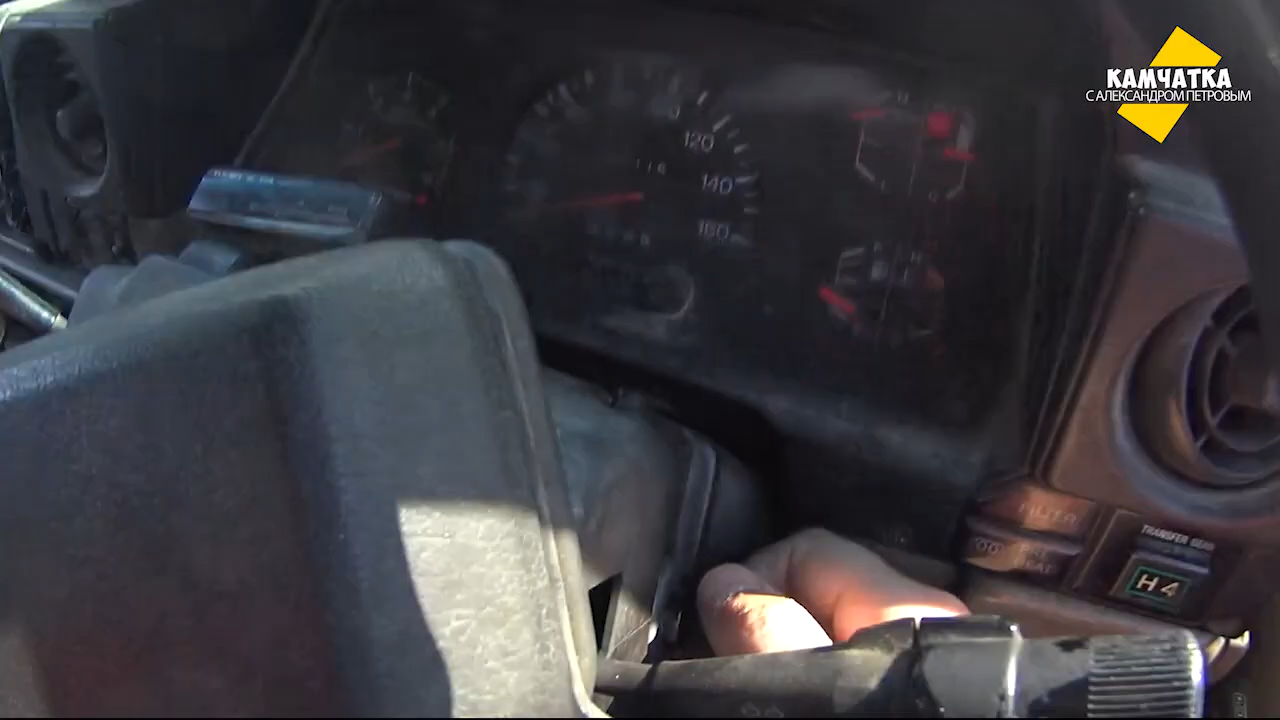 КАМЧАТКА
С АЛЕКСАНДРОМ ПЕТРОВЫМ
120
140
160
FILTER
TRANSFER GEAR
H4